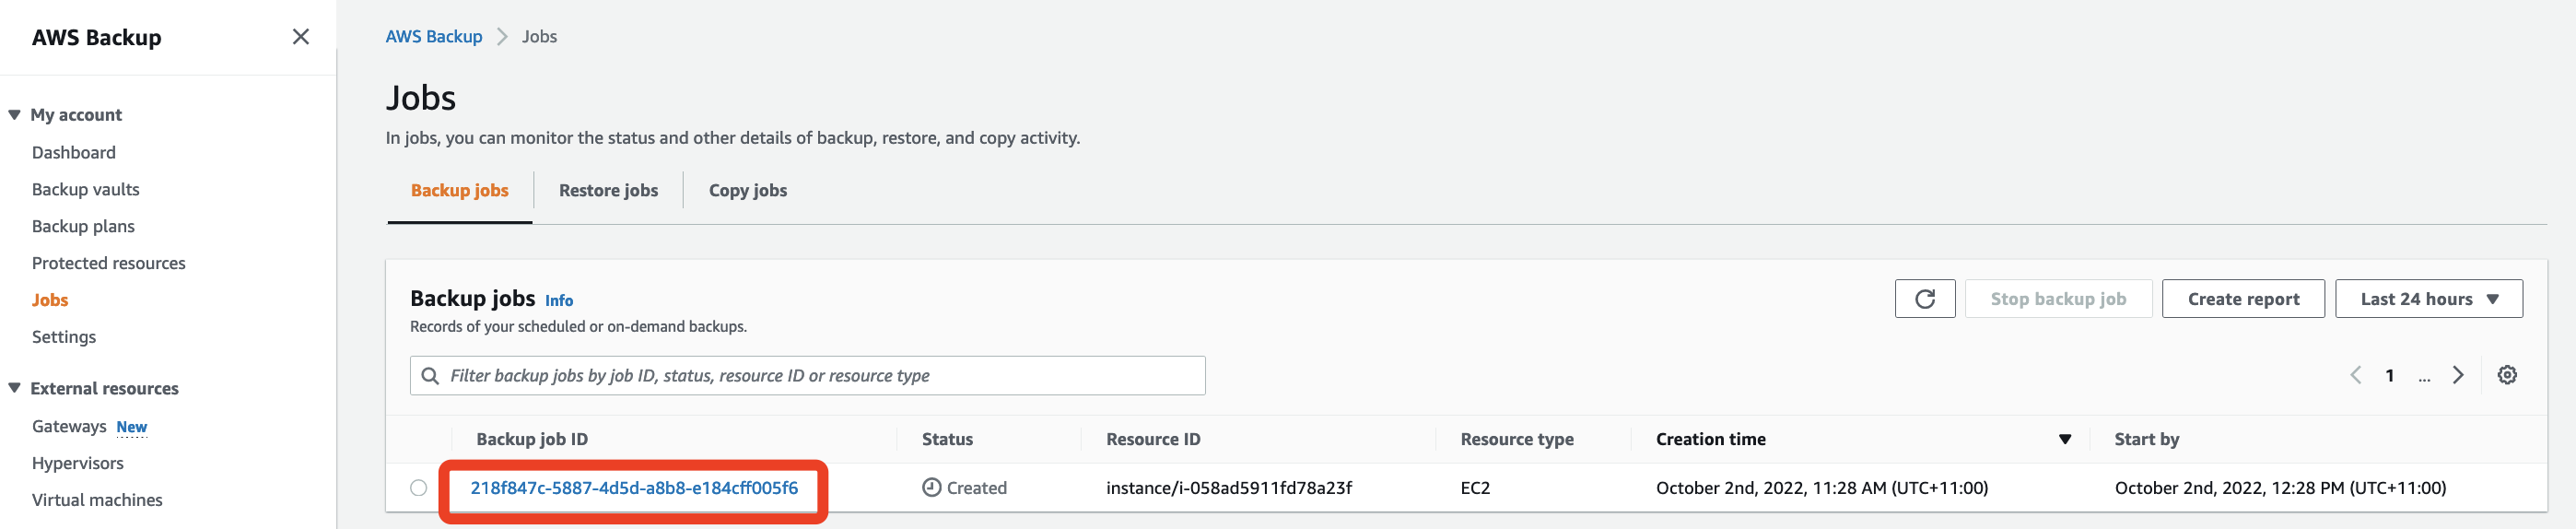 AWS Backup
My account
Dashboard
Backup vaults
Backup plans
Protected resources
Jobs
Settings
External resources
Gateways New
Hypervisors
Virtual machines
AWS Backup Jobs
Jobs
In jobs, you can monitor the status and other details of backup, restore, and copy activity.
Backup jobs Restore jobs Copy jobs
Backup jobs Info
Records of your scheduled or on-demand backups.
Stop backup job Create report Last 24 hours
Filter backup jobs by job ID, status, resource ID or resource type
1 ...
Backup job ID Status Resource ID Resource type Creation time Start by
218f847c-5887-4d5d-a8b8-e184cff005f6 Created instance/i-058ad5911fd78a23f EC2 October 2nd, 2022, 11:28 AM (UTC+11:00) October 2nd, 2022, 12:28 PM (UTC+11:00)